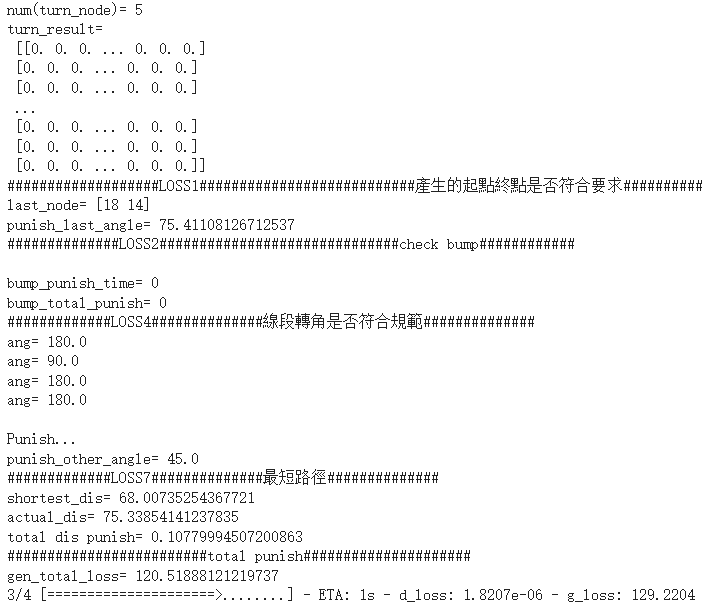 num(turn_node)= 5
turn_result=
[[0. 0. 0. ... 0. 0. 0.]
[0. 0. 0. ... 0. 0. 0.]
[0. 0. 0. ... 0. 0. 0.]
...
[0. 0. 0. ... 0. 0. 0.]
[0. 0. 0. ... 0. 0. 0.]
[0. 0. 0. ... 0. 0. 0.]]
###################LOSS1###########################產生的起點終點是否符合要求##########
last_node= [18 14]
punish_last_angle= 75.41108126712537
##############LOSS2##############################check bump############
bump_punish_time= 0
bump_total_punish= 0
#############LOSS4##############線段轉角是否符合規範##############
ang= 180.0
ang= 90.0
ang= 180.0
ang= 180.0
Punish...
punish_other_angle= 45.0
#############LOSS7##############最短路徑##############
shortest_dis= 68.00735254367721
actual_dis= 75.33854141237835
total dis punish= 0.10779994507200863
#########################total punish#####################
gen_total_loss= 120.51888121219737
3/4 [=====================>........] - ETA: 1s - d_loss: 1.8207e-06 - g_loss: 129.2204